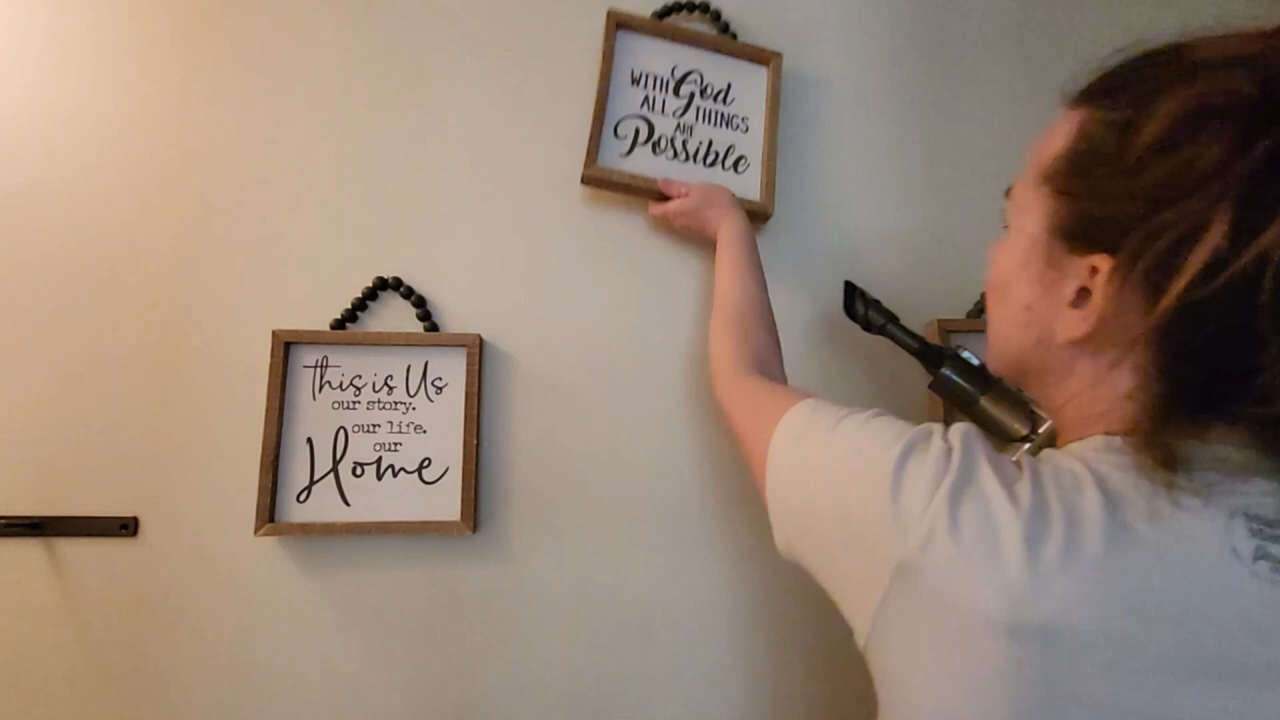 WITH God
ALL THINGS
ARE
Possible
this is Us
our story.
our life.
our
Home